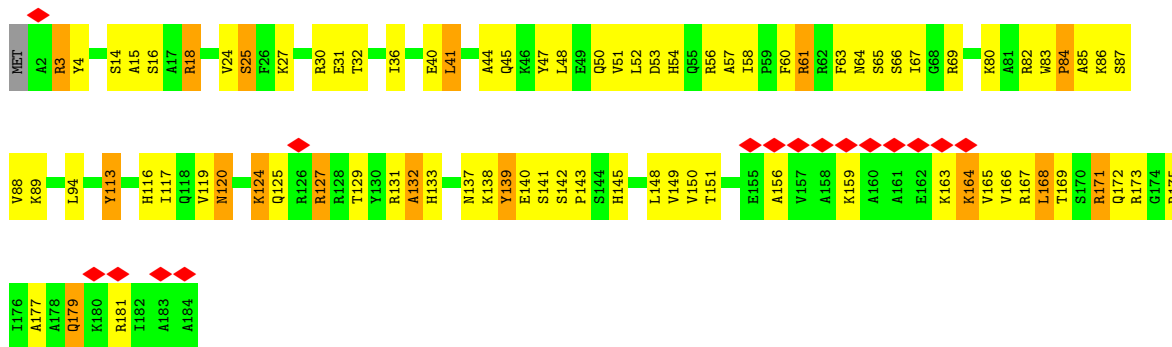 MET A2 R3 Y4 S14 A15 S16 A17 R18 V24 S25 F26 K27 R30 E31 T32 I36 E40 L41 A44 Q45 K46 Y47 L48 E49 Q50 V51 L52 D53 H54 Q55 R56 A57 I58 P59 F60 R61 R62 F63 N64 S65 S66 I67 G68 R69 K80 A81 R82 W83 P84 A85 K86 S87
V88 K89 L94 Y113 H116 I117 Q118 V119 N120 K124 Q125 R126 R127 R128 T129 Y130 R131 A132 H133 N137 K138 Y139 E140 S141 S142 P143 S144 H145 L148 V149 V150 T151 E155 A156 V157 A158 K159 A160 A161 E162 K163 K164 V165 V166 R167 L168 T169 S170 R171 Q172 R173 G174
I176 A177 A178 Q179 K180 R181 I182 A183 A184